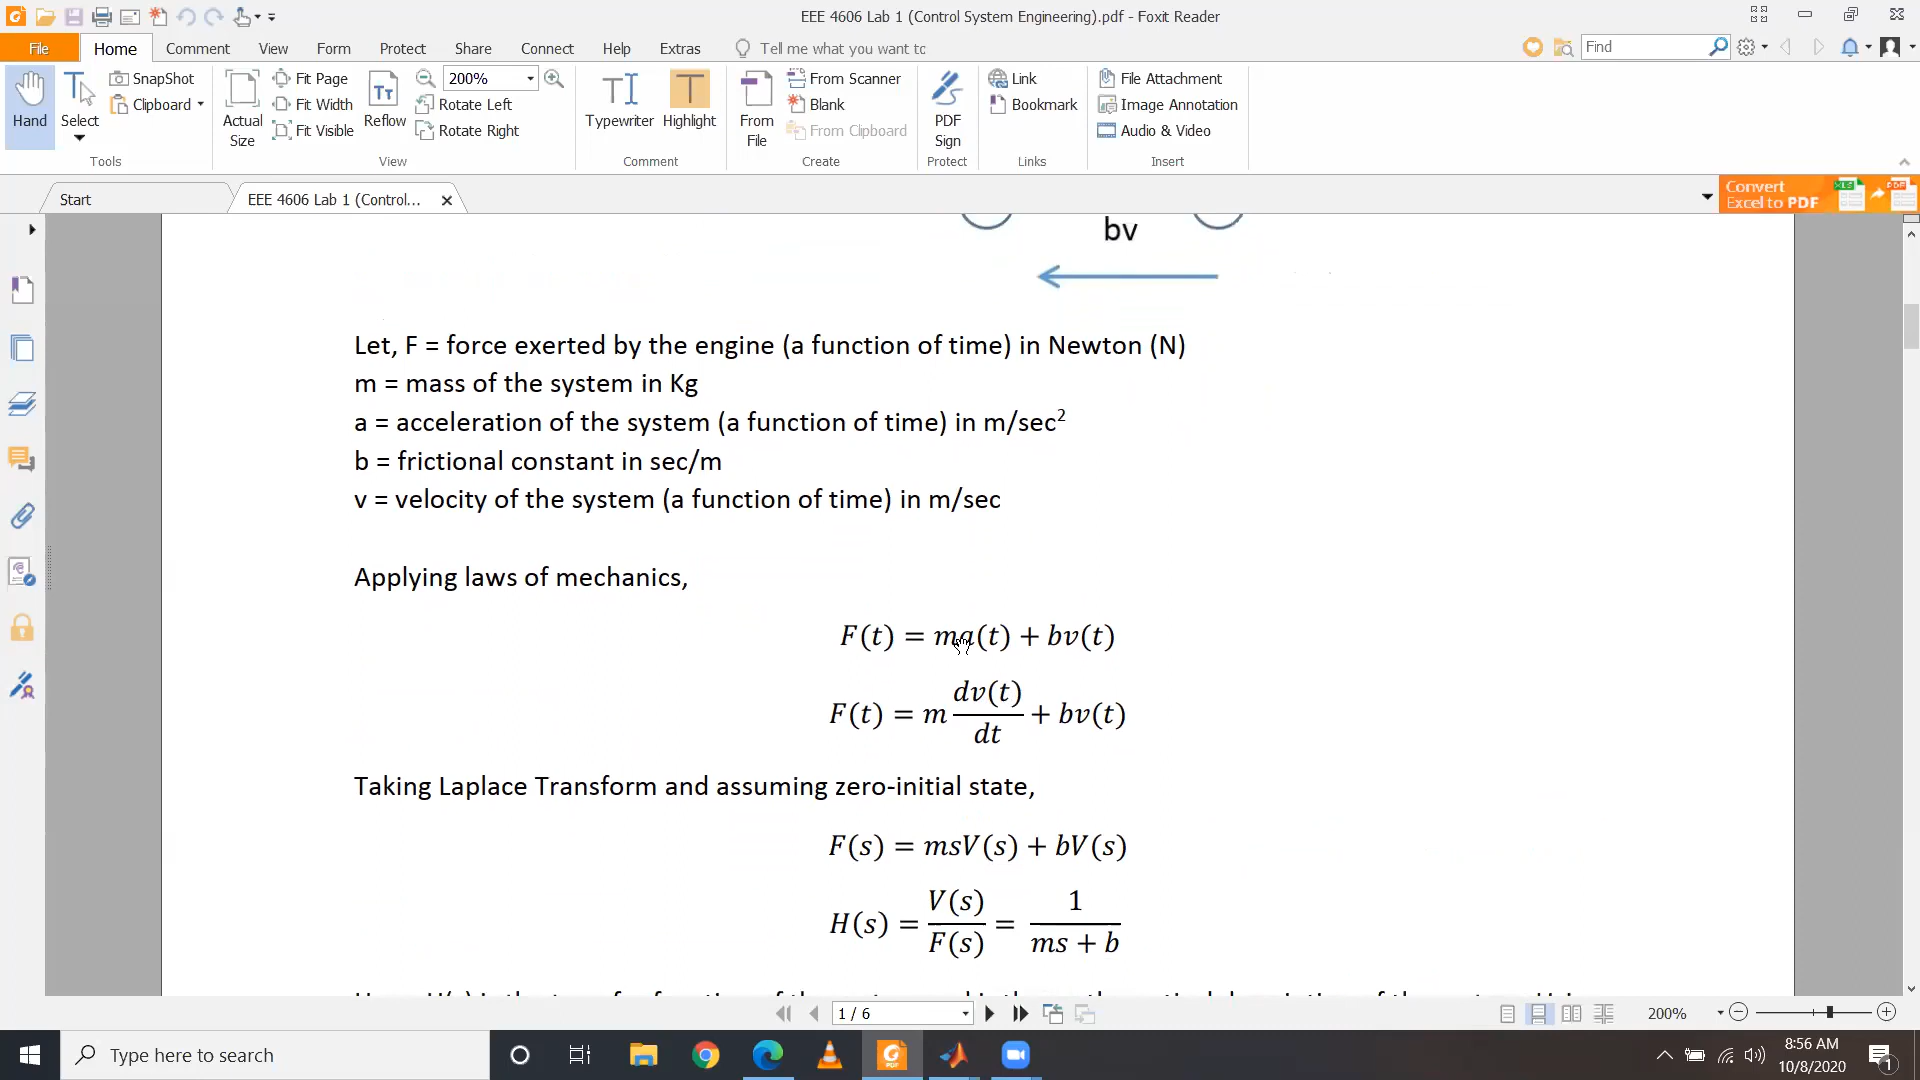 EEE 4606 Lab 1 (Control System Engineering).pdf - Foxit Reader
File Home Comment View Form Protect Share Connect Help Extras Tell me what you want to Find
Hand
Select
SnapShot
Clipboard
Tools
Actual Size
Fit Page
Fit Width
Fit Visible
Reflow
200%
Rotate Left
Rotate Right
View
Typewriter
Highlight
Comment
From File
From Scanner
Blank
From Clipboard
Create
PDF Sign
Protect
Link
Bookmark
Links
File Attachment
Image Annotation
Audio & Video
Insert
Start
EEE 4606 Lab 1 (Control...
Convert
Excel to PDF
bv
Let, F = force exerted by the engine (a function of time) in Newton (N)
m = mass of the system in Kg
a = acceleration of the system (a function of time) in m/sec²
b = frictional constant in sec/m
v = velocity of the system (a function of time) in m/sec
Applying laws of mechanics,
F(t) = ma(t) + bv(t)
F(t) = m dv(t)/dt + bv(t)
Taking Laplace Transform and assuming zero-initial state,
F(s) = msV(s) + bV(s)
H(s) = V(s)/F(s) = 1/(ms + b)
1 / 6
200%
Type here to search
8:56 AM
10/8/2020
1